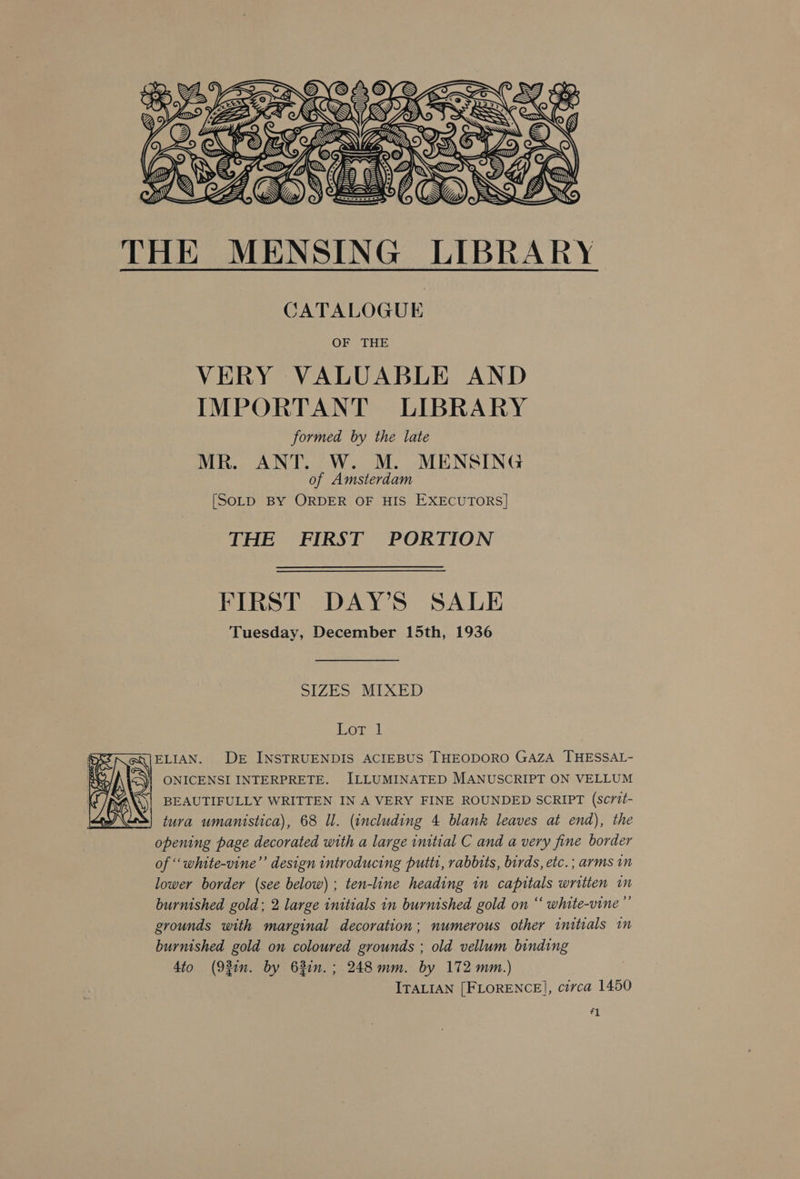 THE MENSING LIBRARY
CATALOGUE
OF THE
VERY VALUABLE AND
IMPORTANT LIBRARY
formed by the late
MR. ANT. W. M. MENSING
of Amsterdam
[SOLD BY ORDER OF HIS EXECUTORS]
THE FIRST PORTION
FIRST DAY'S SALE
Tuesday, December 15th, 1936
SIZES MIXED
LOT 1
AELIAN. DE INSTRUENDIS ACIEBUS THEODORO GAZA THESSAL-
ONICENSI INTERPRETE. ILLUMINATED MANUSCRIPT ON VELLUM
BEAUTIFULLY WRITTEN IN A VERY FINE ROUNDED SCRIPT (scrit-
tura umanistica), 68 ll. (including 4 blank leaves at end), the
opening page decorated with a large initial C and a very fine border
of “white-vine” design introducing putti, rabbits, birds, etc.; arms in
lower border (see below); ten-line heading in capitals written in
burnished gold; 2 large initials in burnished gold on “white-vine”
grounds with marginal decoration; numerous other initials in
burnished gold on coloured grounds; old vellum binding
4to (9¾in. by 6¾in.; 248 mm. by 172 mm.)
ITALIAN [FLORENCE], circa 1450